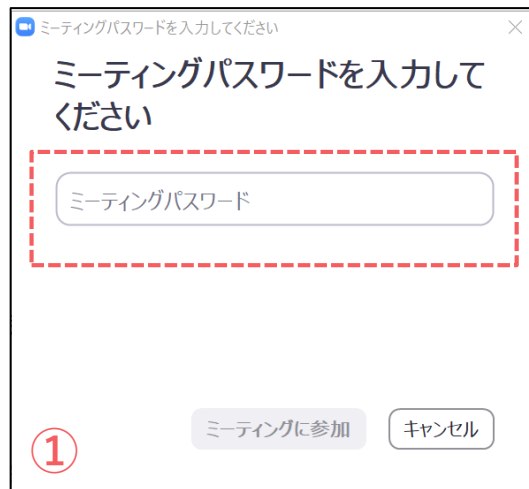 ミーティングパスワードを入力してください
ミーティングパスワードを入力して
ください
ミーティングパスワード
ミーティングに参加
キャンセル
①